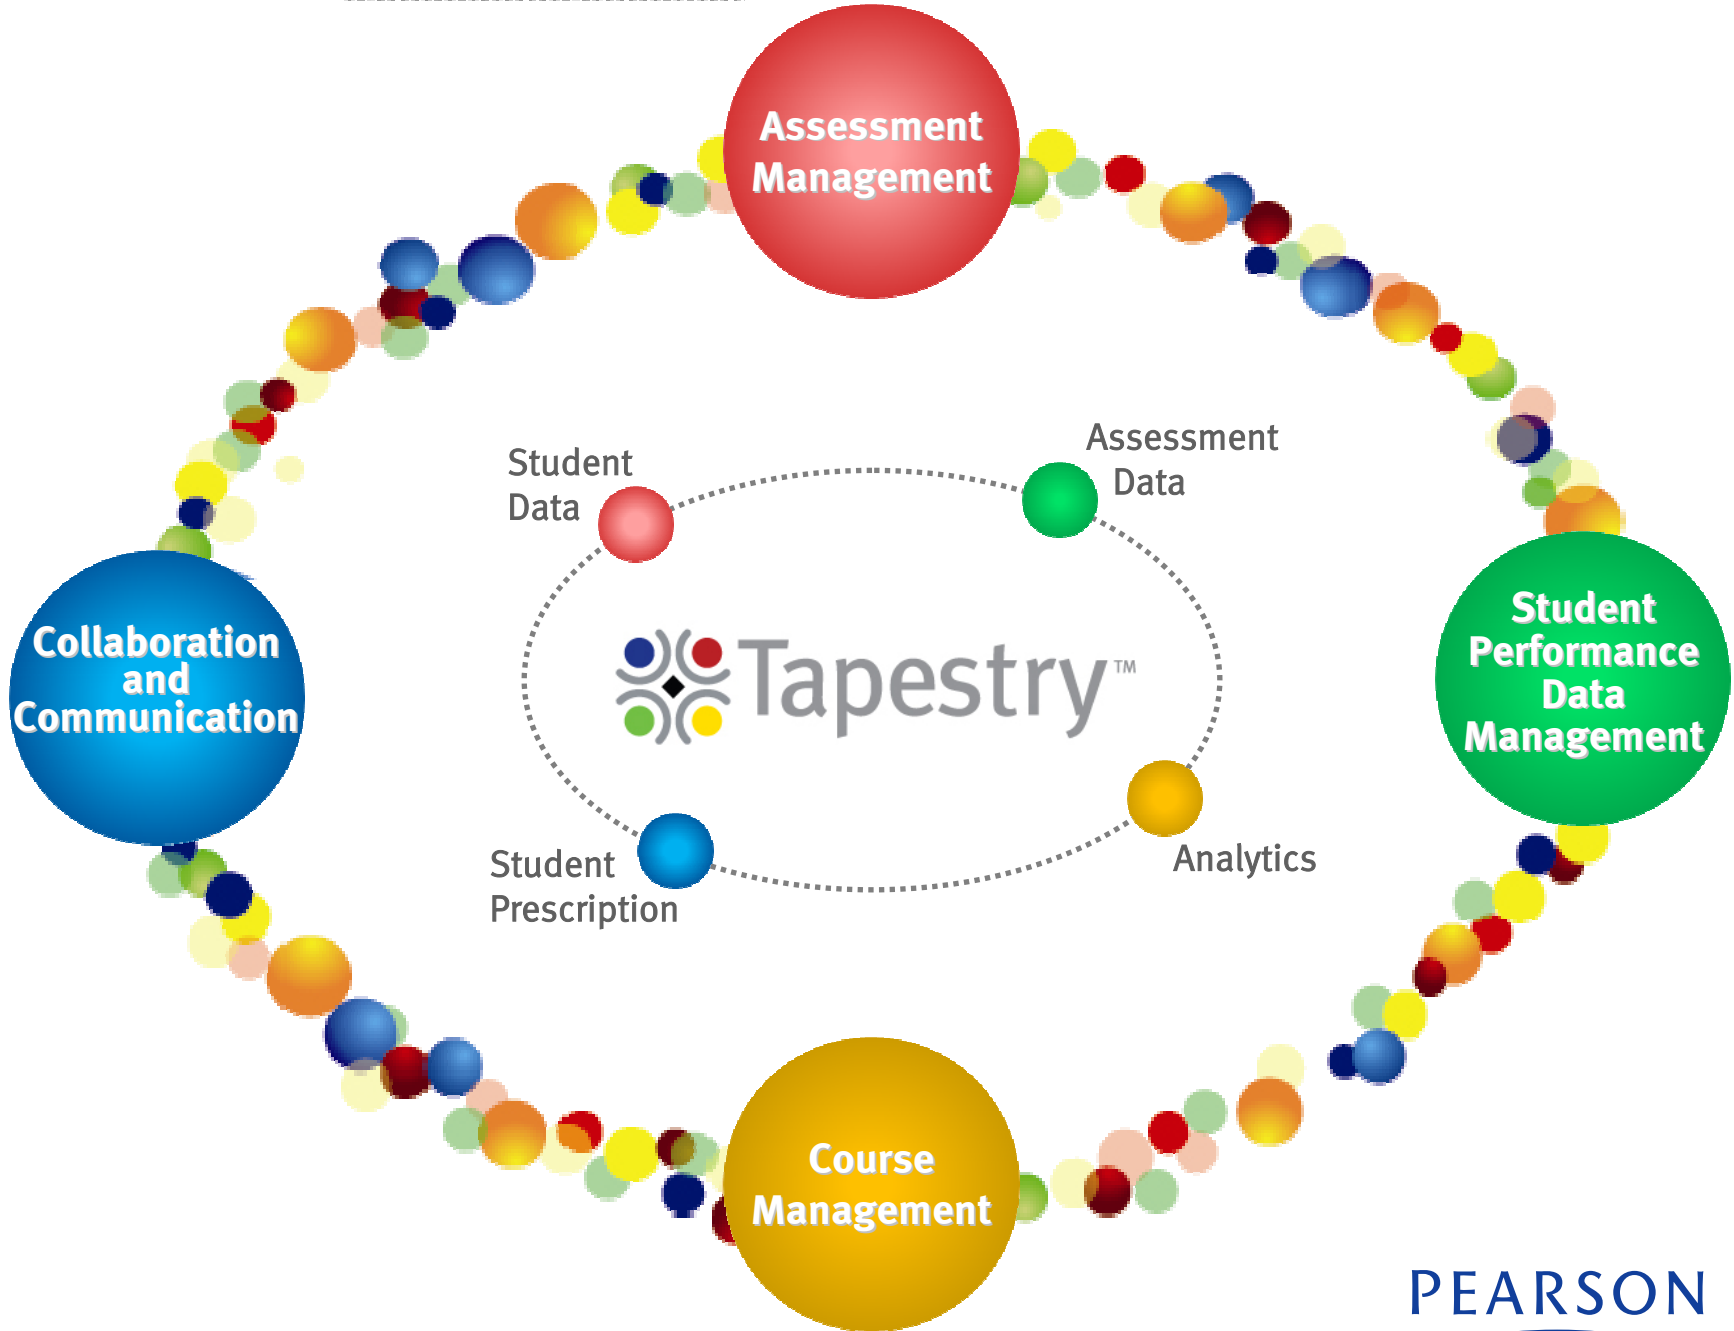 Assessment
Management
Student
Data
Assessment
Data
Collaboration
and
Communication
Tapestry™
Student
Performance
Data
Management
Student
Prescription
Analytics
Course
Management
PEARSON